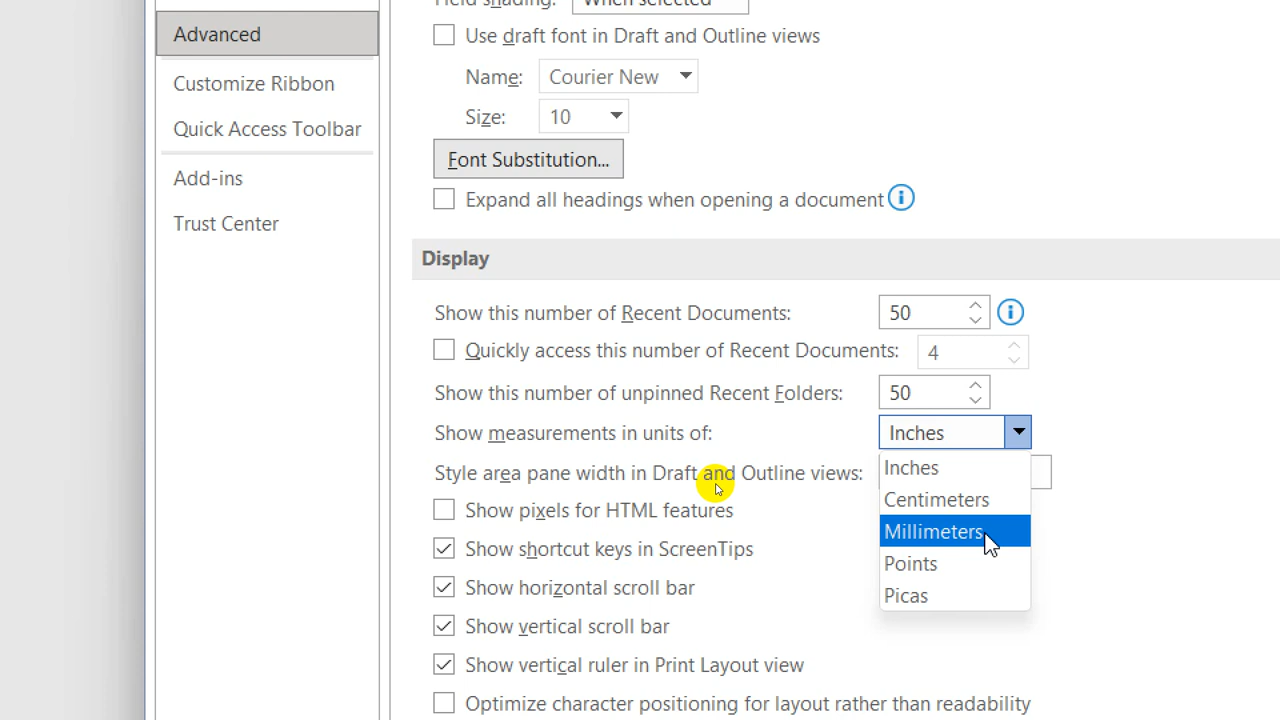 Field shading: When selected
Advanced
Use draft font in Draft and Outline views
Customize Ribbon
Name: Courier New
Quick Access Toolbar
Size: 10
Font Substitution...
Add-ins
Expand all headings when opening a document
Trust Center
Display
Show this number of Recent Documents: 50
Quickly access this number of Recent Documents: 4
Show this number of unpinned Recent Folders: 50
Show measurements in units of: Inches
Style area pane width in Draft and Outline views:
Inches
Centimeters
Millimeters
Points
Picas
Show pixels for HTML features
Show shortcut keys in ScreenTips
Show horizontal scroll bar
Show vertical scroll bar
Show vertical ruler in Print Layout view
Optimize character positioning for layout rather than readability